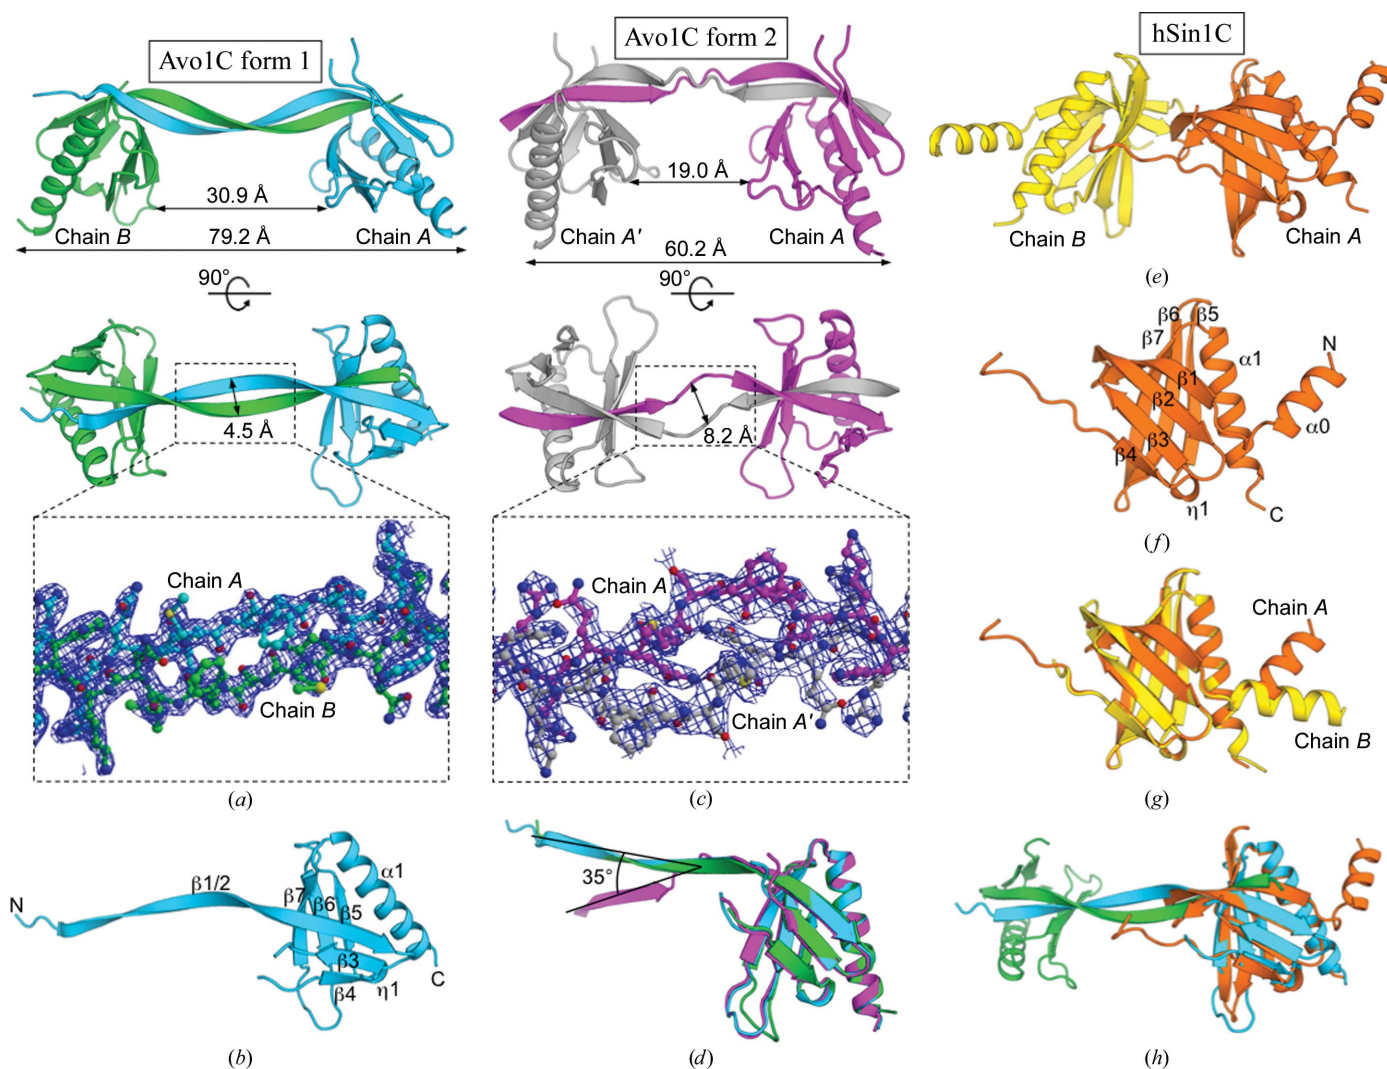 Avo1C form 1
30.9 Å
Chain B
Chain A
79.2 Å
90°
4.5 Å
Chain A
Chain B
(a)
N
β1/2
β7
β6
β5
α1
β3
β4
η1
C
(b)
Avo1C form 2
19.0 Å
Chain A′
Chain A
60.2 Å
90°
8.2 Å
Chain A
Chain A′
(c)
35°
(d)
hSin1C
Chain B
Chain A
(e)
β6
β5
β7
α1
N
β1
β2
α0
β3
β4
η1
C
(f)
Chain A
Chain B
(g)
(h)